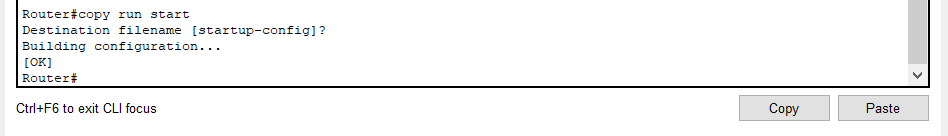 Router#copy run start
Destination filename [startup-config]?
Building configuration...
[OK]
Router#
Ctrl+F6 to exit CLI focus
Copy
Paste